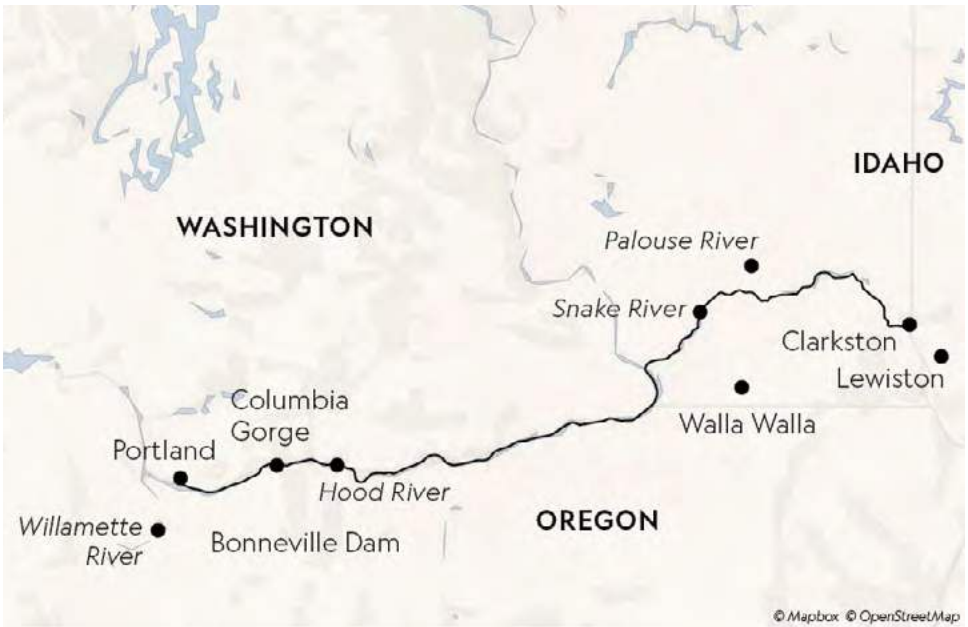 IDAHO
WASHINGTON
Palouse River
Snake River
Clarkston
Lewiston
Columbia
Gorge
Walla Walla
Portland
Hood River
OREGON
Willamette
River
Bonneville Dam
© Mapbox © OpenStreetMap